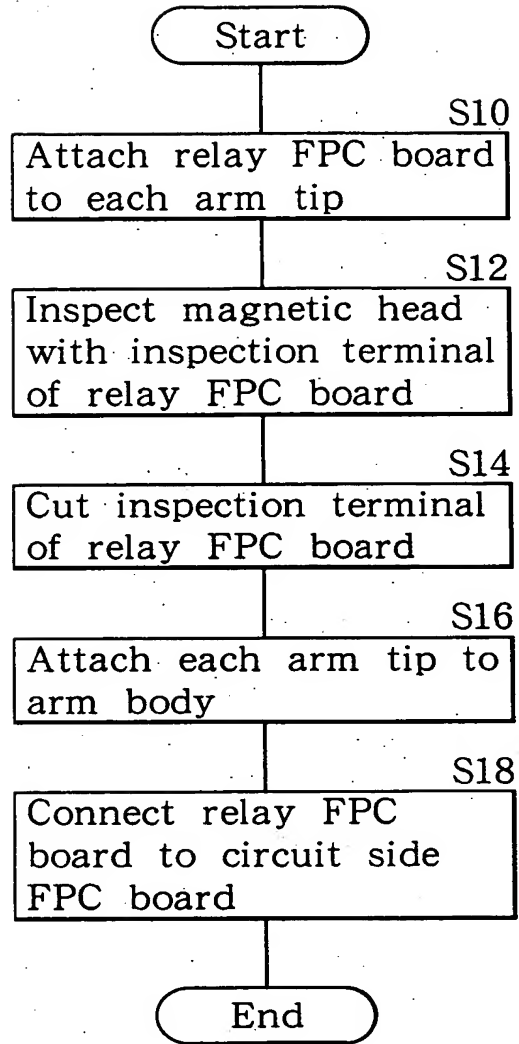 Start
S10
Attach relay FPC board
to each arm tip
S12
Inspect magnetic head
with inspection terminal
of relay FPC board
S14
Cut inspection terminal
of relay FPC board
S16
Attach each arm tip to
arm body
S18
Connect relay FPC
board to circuit side
FPC board
End